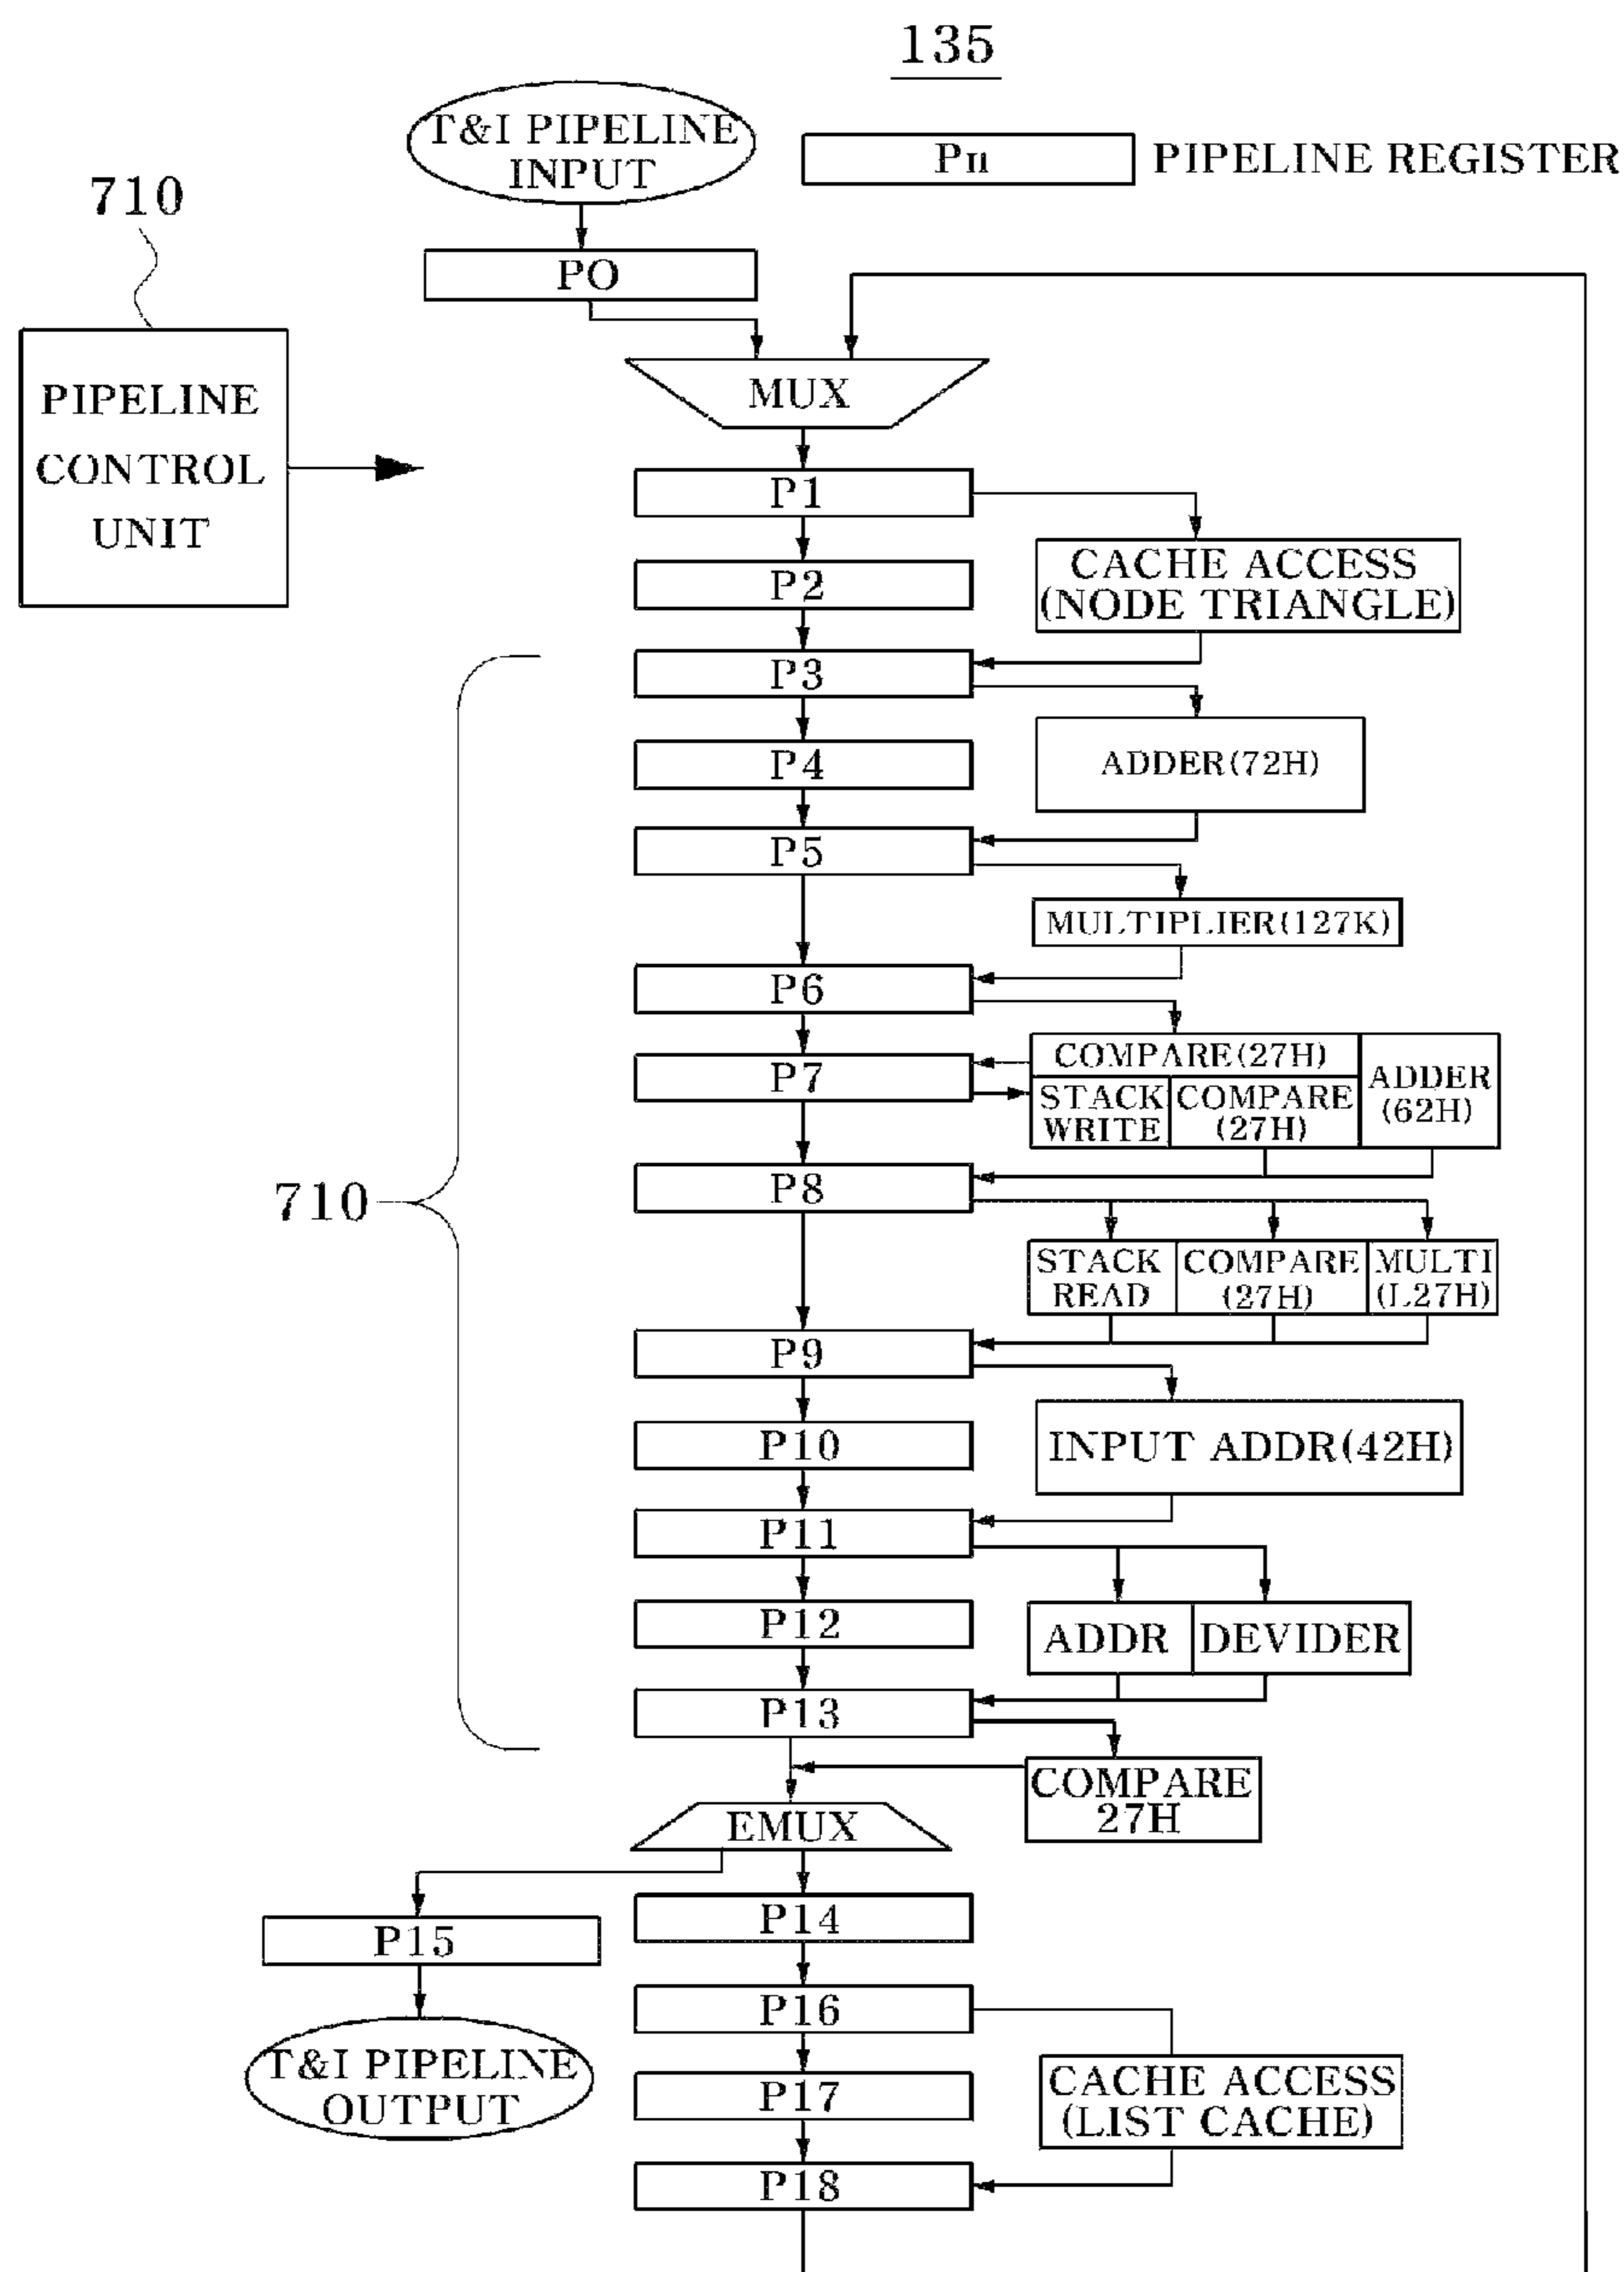 135
T&I PIPELINE
INPUT
Pn
PIPELINE REGISTER
710
PO
PIPELINE
CONTROL
UNIT
MUX
P1
CACHE ACCESS
(NODE TRIANGLE)
P2
P3
P4
ADDER(72H)
P5
MULTIPLIER(127K)
P6
COMPARE(27H)
P7
ADDER
(62H)
STACK
WRITE
COMPARE
(27H)
P8
710
STACK
READ
COMPARE
(27H)
MULTI
(L27H)
P9
P10
INPUT ADDR(42H)
P11
P12
ADDR
DEVIDER
P13
COMPARE
27H
EMUX
P14
P15
P16
T&I PIPELINE
OUTPUT
P17
CACHE ACCESS
(LIST CACHE)
P18